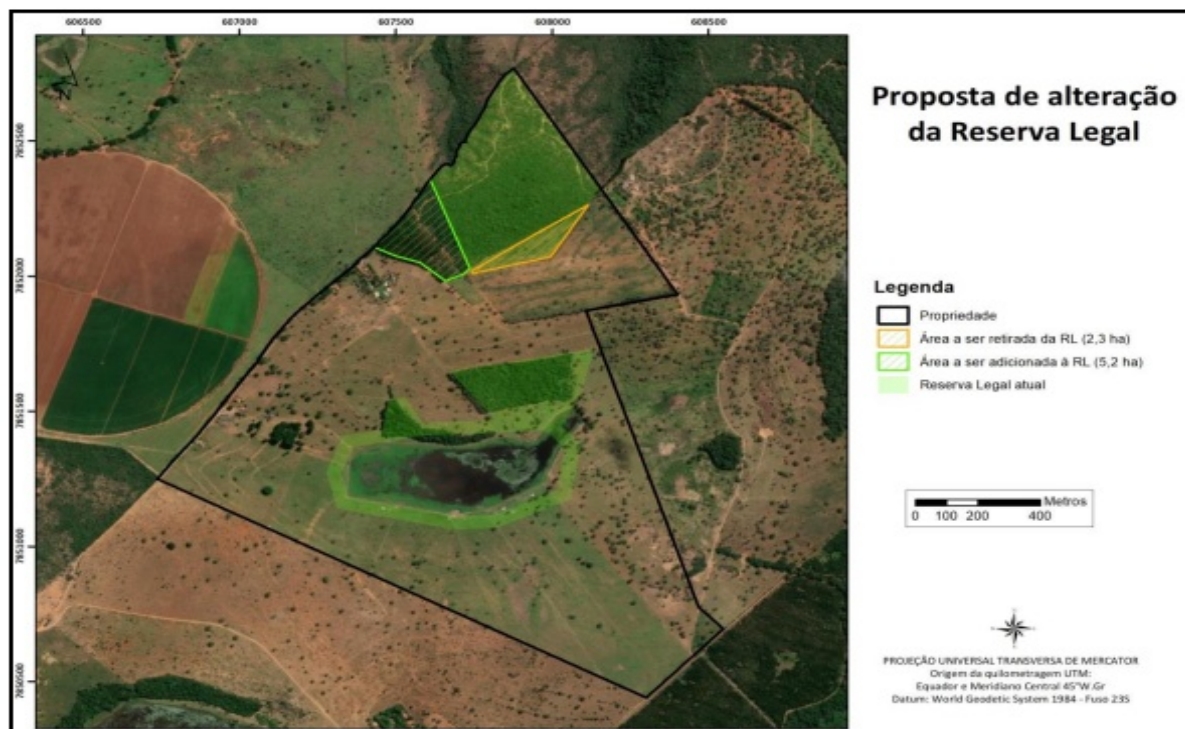 606500 607000 607500 608000 608500
Proposta de alteração
da Reserva Legal
7852500
7852000
7851500
7851000
7850500
Legenda
Propriedade
Área a ser retirada da RL (2,3 ha)
Área a ser adicionada à RL (5,2 ha)
Reserva Legal atual
Metros
0 100 200 400
PROJEÇÃO UNIVERSAL TRANSVERSA DE MERCATOR
Origem da quilometragem UTM:
Equador e Meridiano Central 45°W.Gr
Datum: World Geodetic System 1984 - Fuso 23S